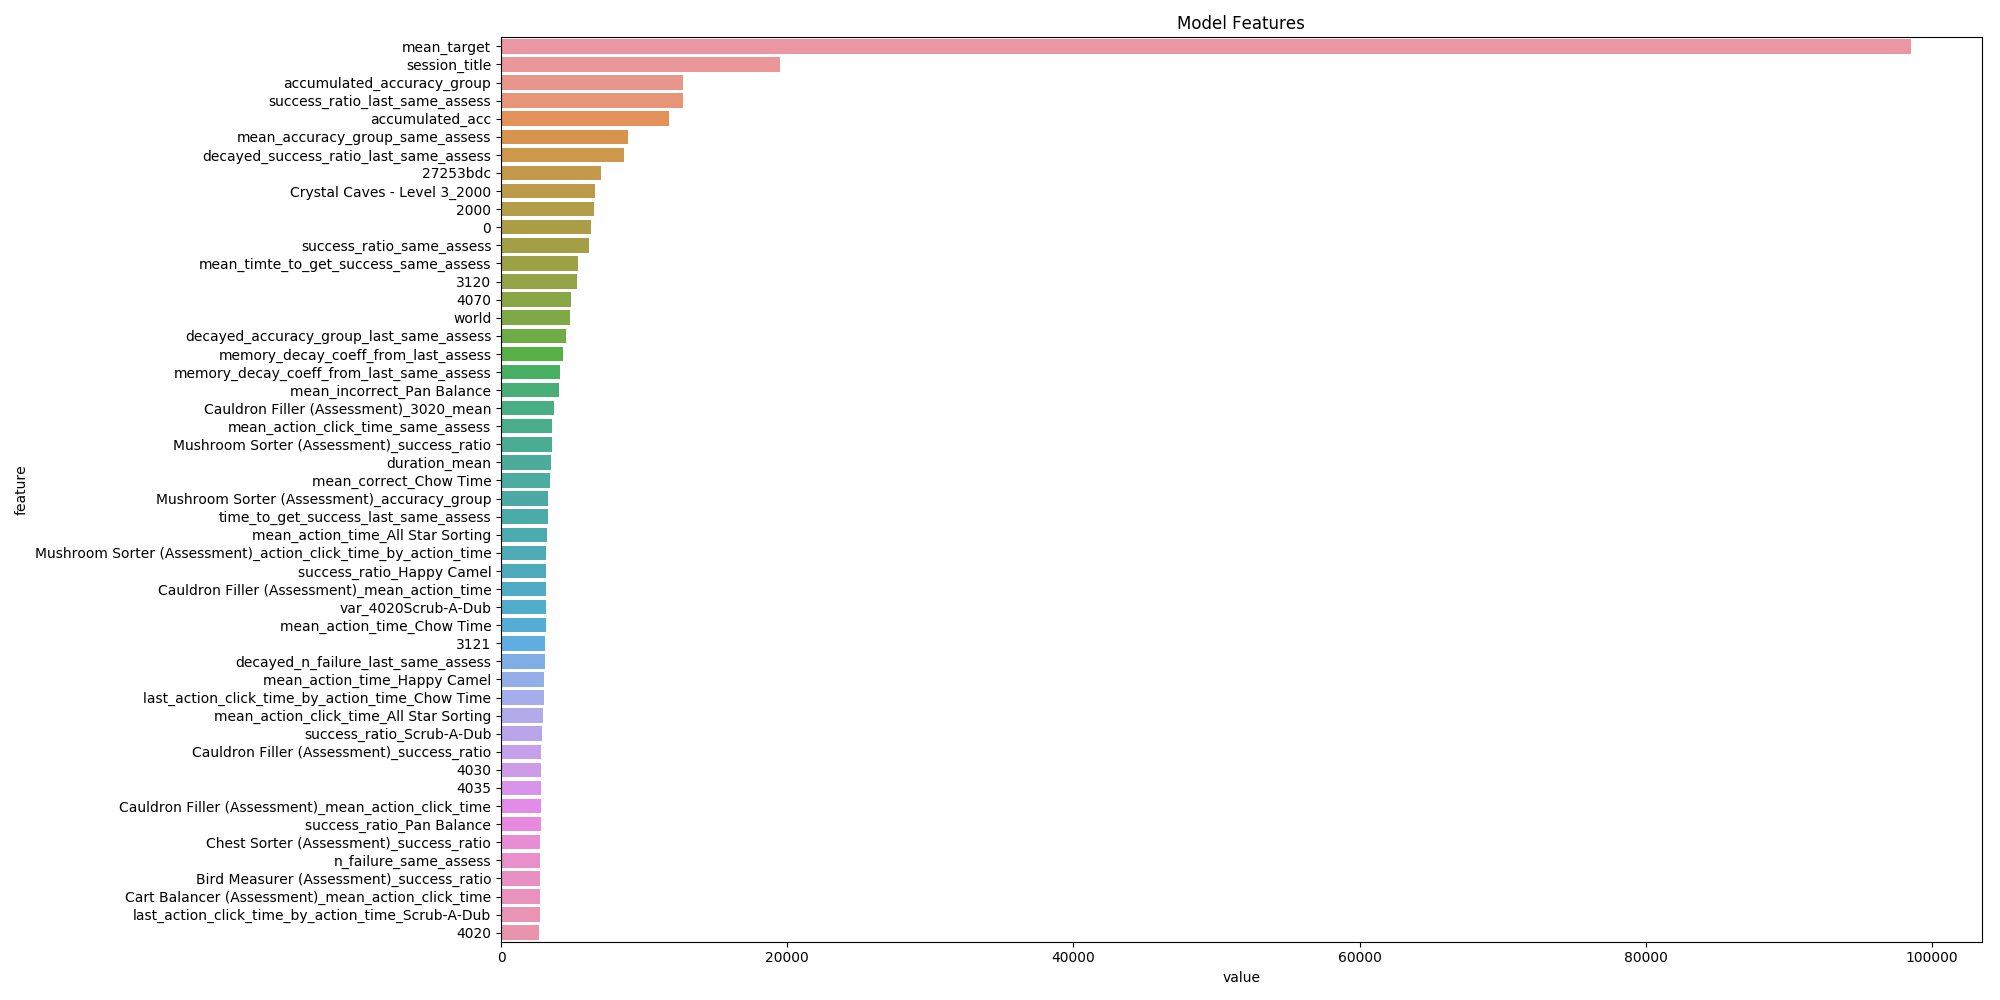 Model Features
mean_target
session_title
accumulated_accuracy_group
success_ratio_last_same_assess
accumulated_acc
mean_accuracy_group_same_assess
decayed_success_ratio_last_same_assess
27253bdc
Crystal Caves - Level 3_2000
2000
0
success_ratio_same_assess
mean_timte_to_get_success_same_assess
3120
4070
world
decayed_accuracy_group_last_same_assess
memory_decay_coeff_from_last_assess
memory_decay_coeff_from_last_same_assess
mean_incorrect_Pan Balance
Cauldron Filler (Assessment)_3020_mean
mean_action_click_time_same_assess
Mushroom Sorter (Assessment)_success_ratio
duration_mean
mean_correct_Chow Time
Mushroom Sorter (Assessment)_accuracy_group
time_to_get_success_last_same_assess
mean_action_time_All Star Sorting
Mushroom Sorter (Assessment)_action_click_time_by_action_time
success_ratio_Happy Camel
Cauldron Filler (Assessment)_mean_action_time
var_4020Scrub-A-Dub
mean_action_time_Chow Time
3121
decayed_n_failure_last_same_assess
mean_action_time_Happy Camel
last_action_click_time_by_action_time_Chow Time
mean_action_click_time_All Star Sorting
success_ratio_Scrub-A-Dub
Cauldron Filler (Assessment)_success_ratio
4030
4035
Cauldron Filler (Assessment)_mean_action_click_time
success_ratio_Pan Balance
Chest Sorter (Assessment)_success_ratio
n_failure_same_assess
Bird Measurer (Assessment)_success_ratio
Cart Balancer (Assessment)_mean_action_click_time
last_action_click_time_by_action_time_Scrub-A-Dub
4020
feature
0 20000 40000 60000 80000 100000
value